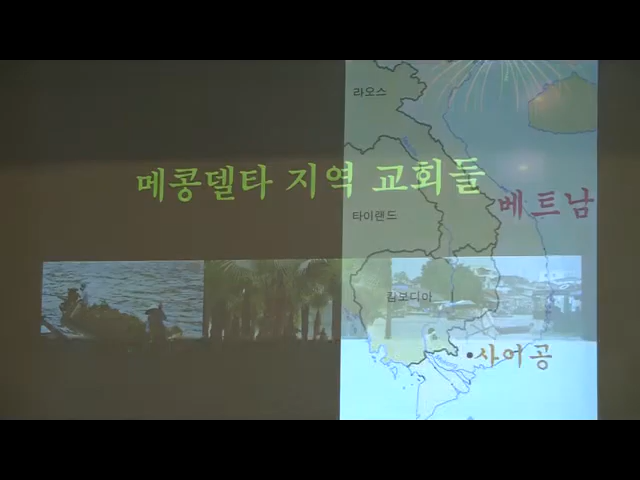 라오스
메콩델타 지역 교회들
베트남
타이랜드
캄보디아
사이공